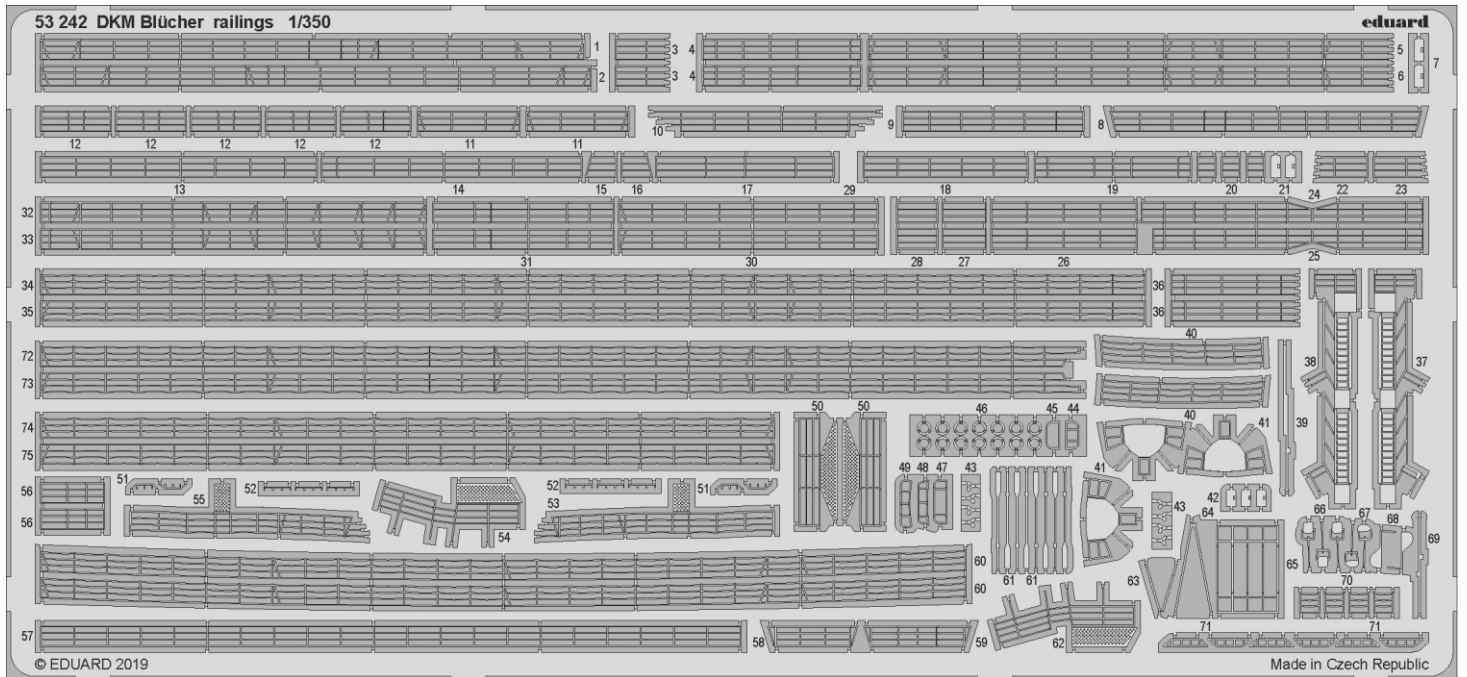 53 242 DKM Blücher railings 1/350
eduard
1 3 4 5 7
2 3 4 6
10 9 8
12 12 12 12 12 11 11
13 14 15 16 17 29 18 19 20 21 24 22 23
32
33
31 30 28 27 26 25
34 36
35 36
72 40
38 37
73
39
50 50 46 45 44 40 41
74
75
51 52 52 51 49 48 47 43 41
56 55 53 42
56 54 43 64 66 67 68 69
60 65
60 61 61 63 70
57 58 59 62 71 71
© EDUARD 2019
Made in Czech Republic